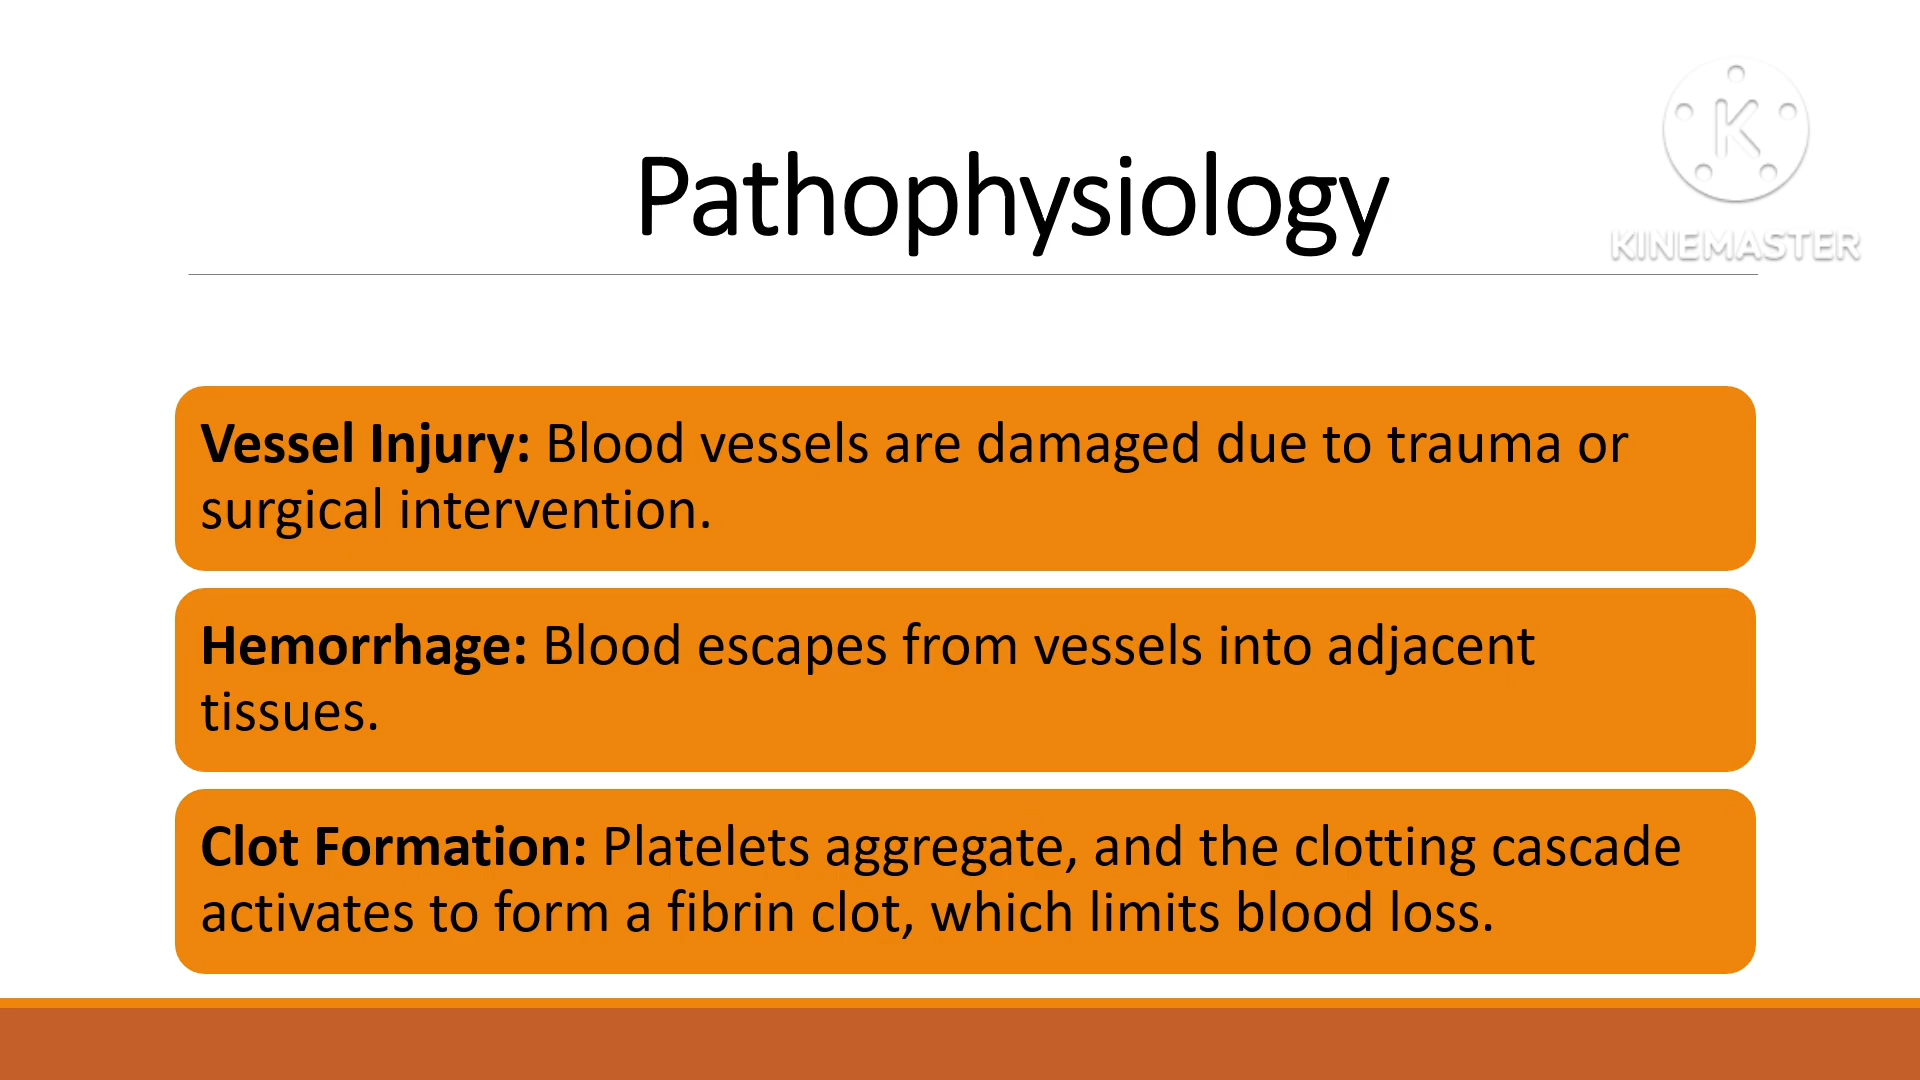 Pathophysiology
K
KINEMASTER
Vessel Injury: Blood vessels are damaged due to trauma or
surgical intervention.
Hemorrhage: Blood escapes from vessels into adjacent
tissues.
Clot Formation: Platelets aggregate, and the clotting cascade
activates to form a fibrin clot, which limits blood loss.